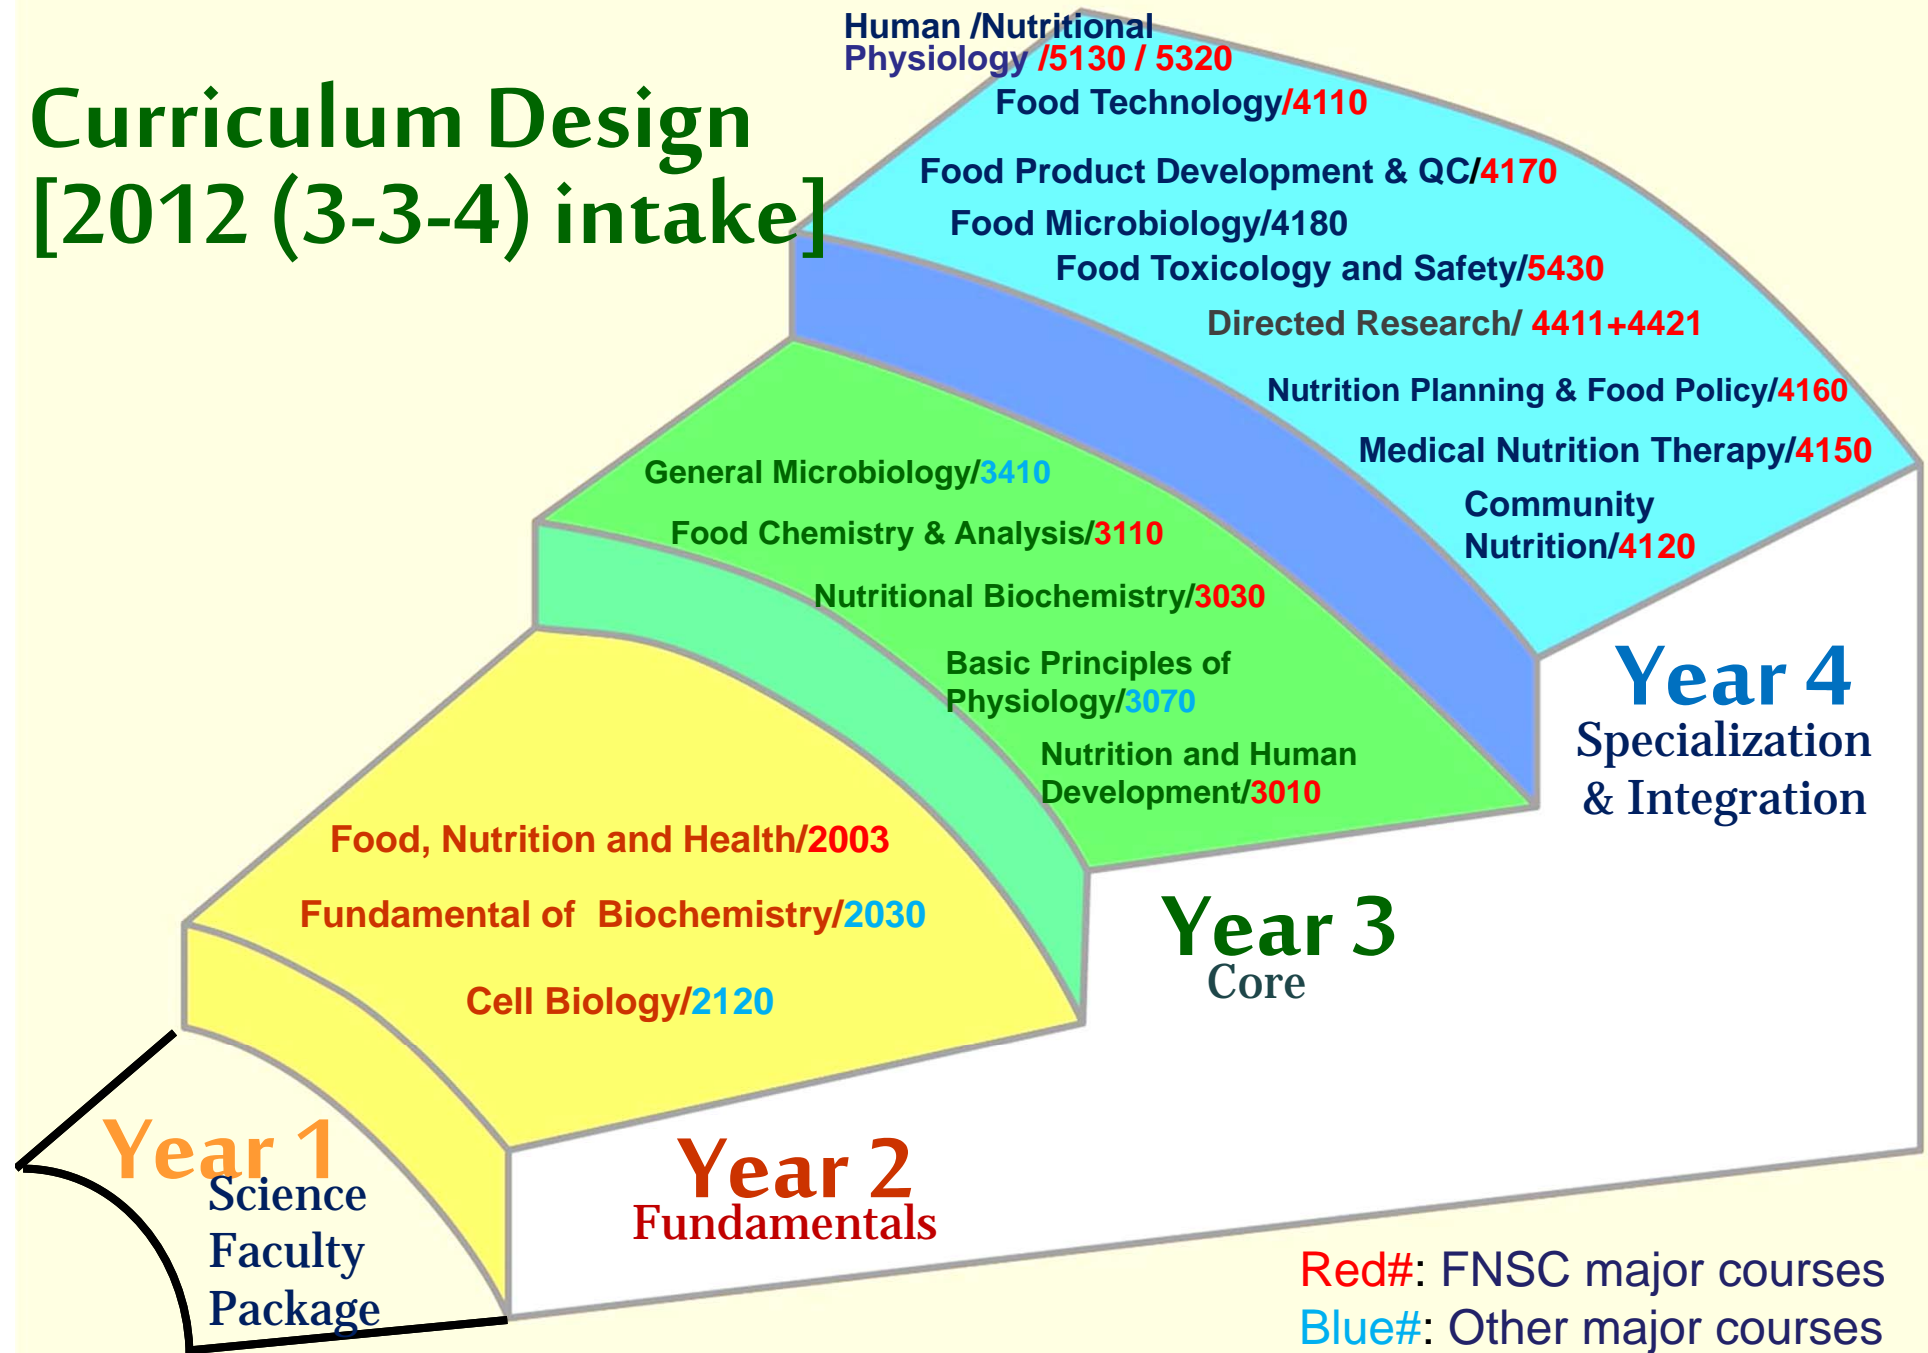 Human /Nutritional
Physiology /5130 / 5320
Curriculum Design
[2012 (3-3-4) intake]
Food Technology/4110
Food Product Development & QC/4170
Food Microbiology/4180
Food Toxicology and Safety/5430
Directed Research/ 4411+4421
Nutrition Planning & Food Policy/4160
Medical Nutrition Therapy/4150
Community
Nutrition/4120
Year 4
Specialization
& Integration
General Microbiology/3410
Food Chemistry & Analysis/3110
Nutritional Biochemistry/3030
Basic Principles of
Physiology/3070
Nutrition and Human
Development/3010
Year 3
Core
Food, Nutrition and Health/2003
Fundamental of  Biochemistry/2030
Cell Biology/2120
Year 2
Fundamentals
Year 1
Science
Faculty
Package
Red#: FNSC major courses
Blue#: Other major courses